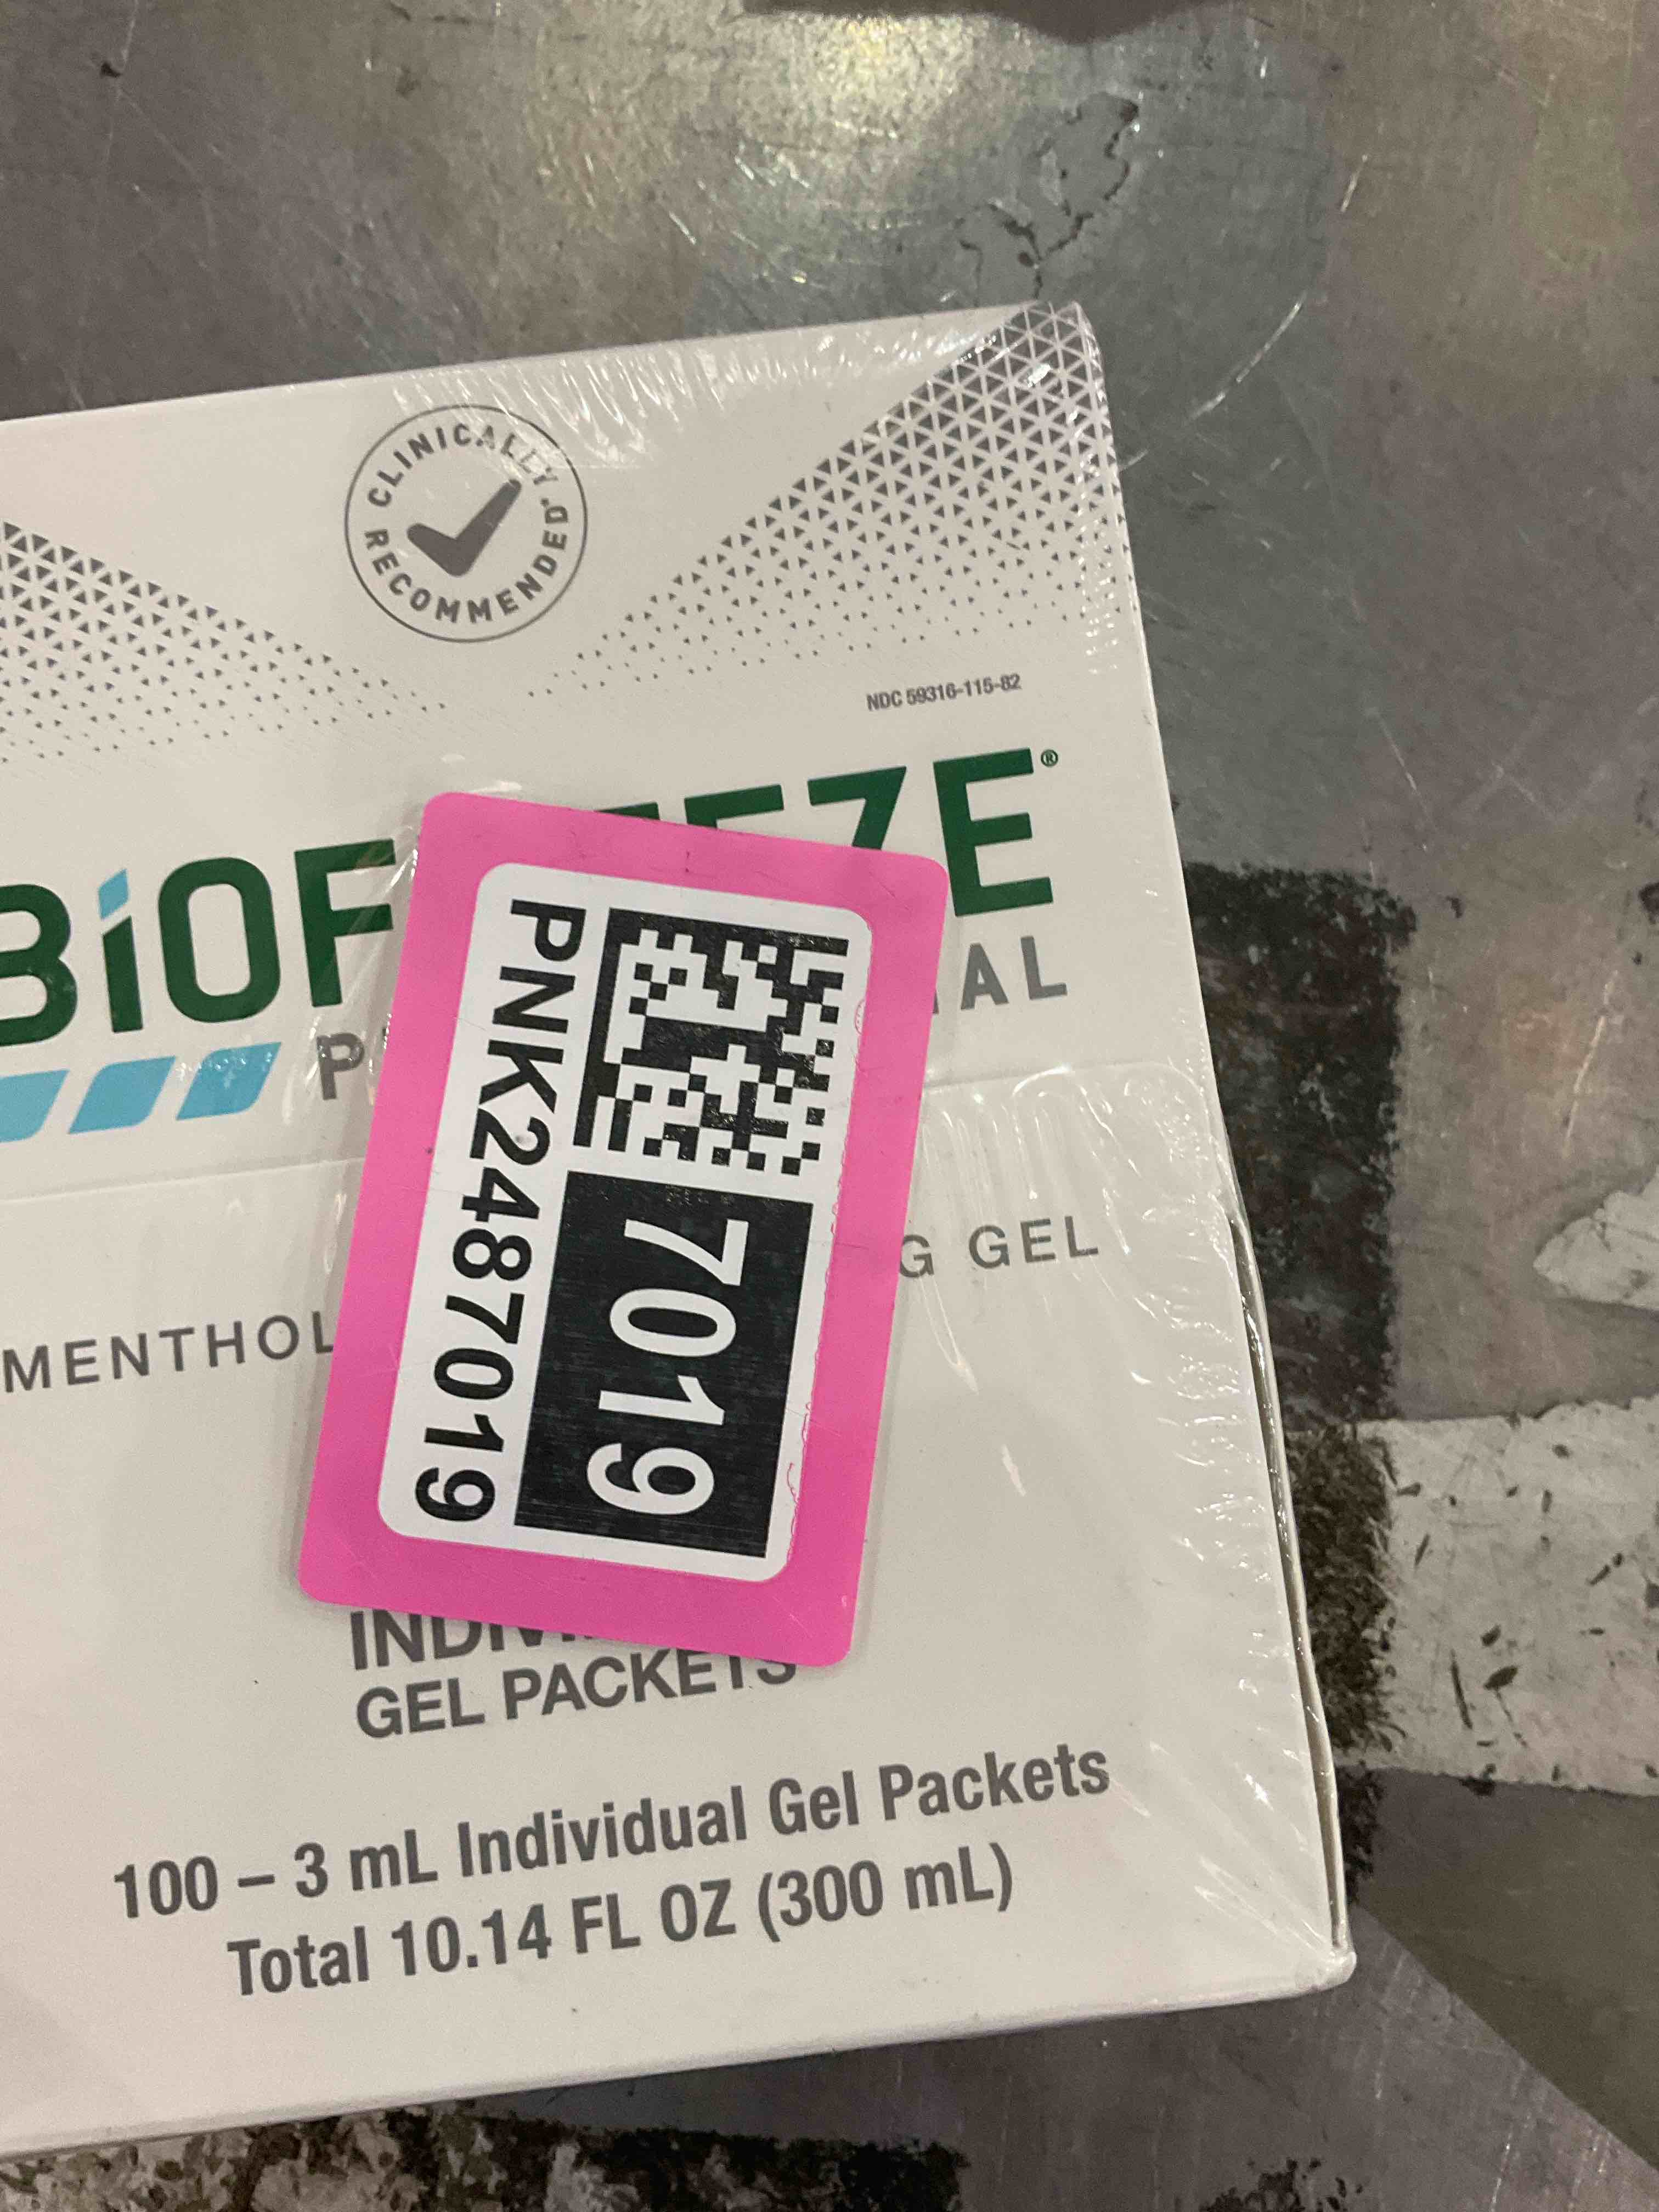 CLINICALLY RECOMMENDED
NDC 59316-115-82
BiOF EZE®
P AL
MENTHOL G GEL
PNK2487019
7019
INDIVI
GEL PACKETS
100 – 3 mL Individual Gel Packets
Total 10.14 FL OZ (300 mL)